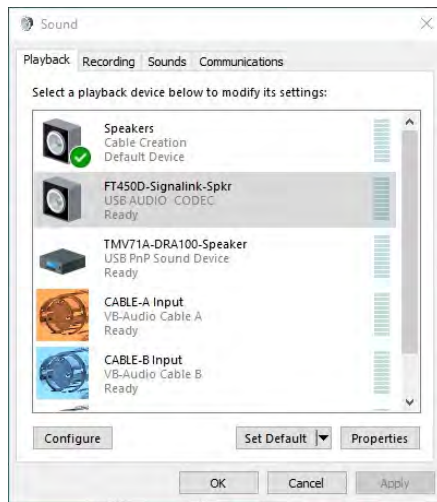 Sound
Playback
Recording
Sounds
Communications
Select a playback device below to modify its settings:
Speakers
Cable Creation
Default Device
FT450D-Signalink-Spkr
USB AUDIO CODEC
Ready
TMV71A-DRA100-Speaker
USB PnP Sound Device
Ready
CABLE-A Input
VB-Audio Cable A
Ready
CABLE-B Input
VB-Audio Cable B
Ready
Configure
Set Default
Properties
OK
Cancel
Apply